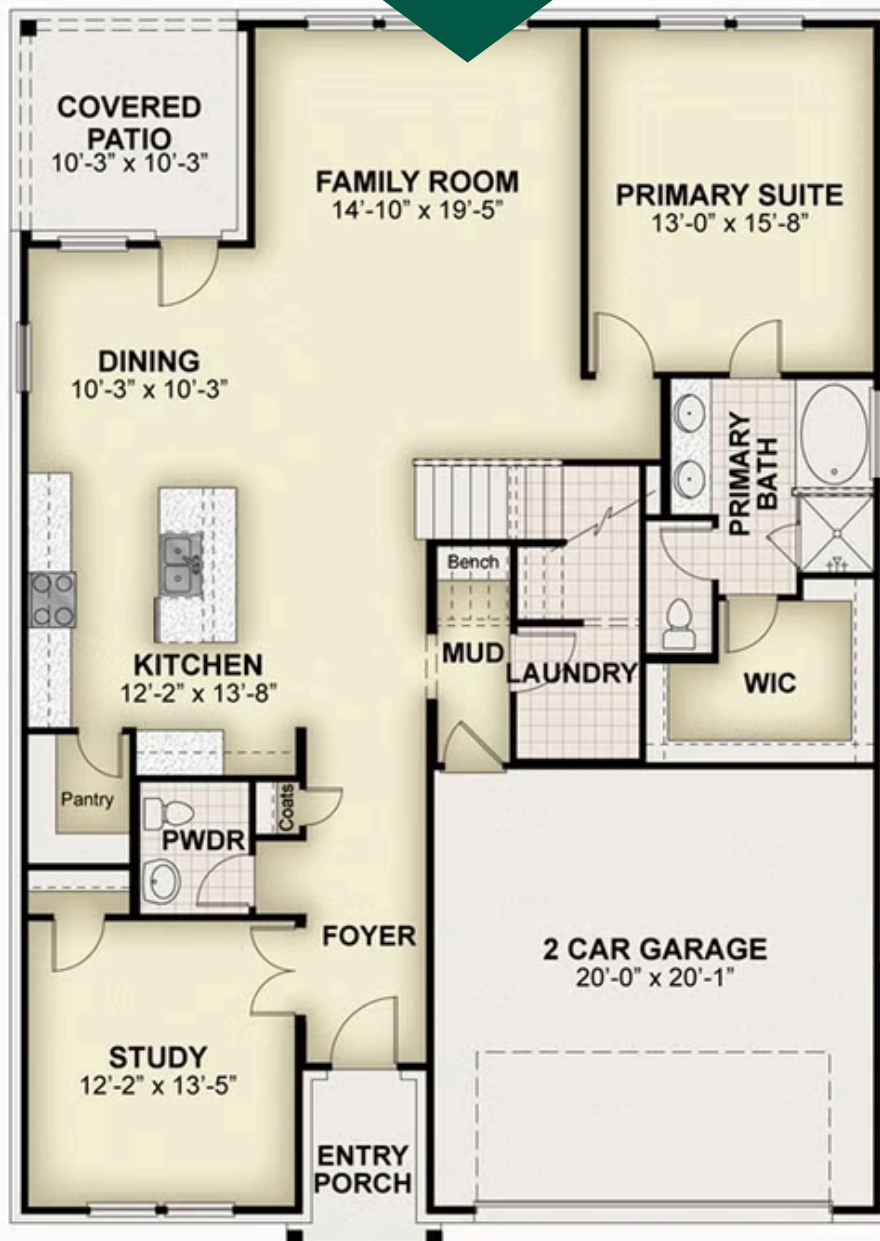 COVERED
PATIO
10'-3" x 10'-3"
FAMILY ROOM
14'-10" x 19'-5"
PRIMARY SUITE
13'-0" x 15'-8"
DINING
10'-3" x 10'-3"
PRIMARY
BATH
Bench
MUD
LAUNDRY
WIC
KITCHEN
12'-2" x 13'-8"
Pantry
PWDR
Coats
FOYER
2 CAR GARAGE
20'-0" x 20'-1"
STUDY
12'-2" x 13'-5"
ENTRY
PORCH